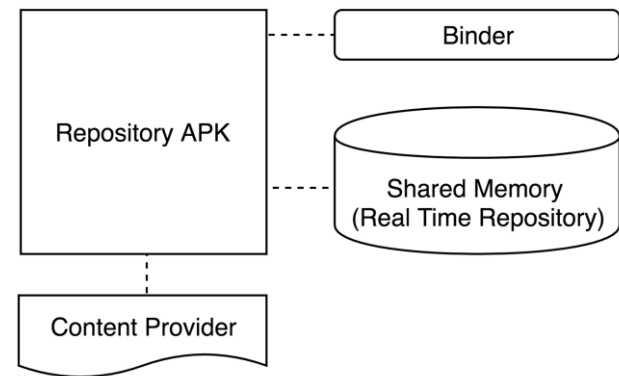 Binder
Repository APK
Shared Memory
(Real Time Repository)
Content Provider